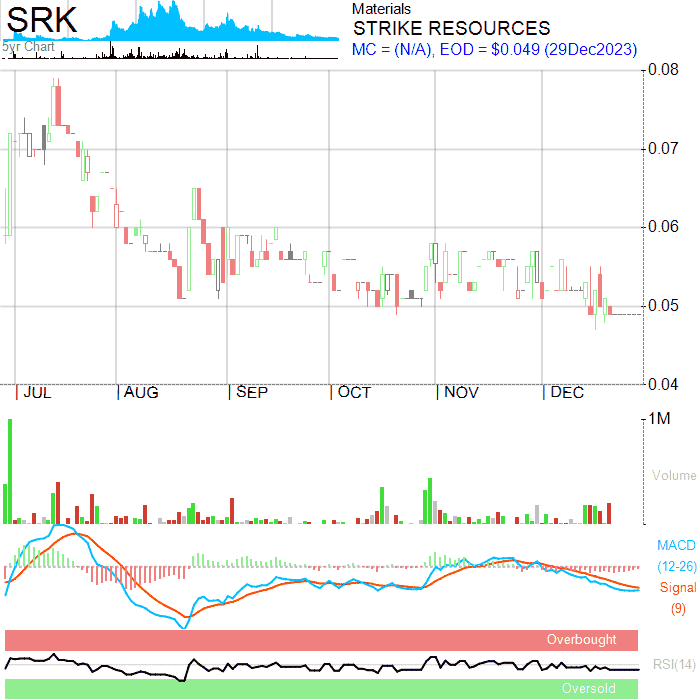 SRK
5yr Chart
Materials
STRIKE RESOURCES
MC = (N/A), EOD = $0.049 (29Dec2023)
0.08
0.07
0.06
0.05
0.04
JUL AUG SEP OCT NOV DEC
1M
Volume
MACD
(12-26)
Signal
(9)
Overbought
RSI(14)
Oversold